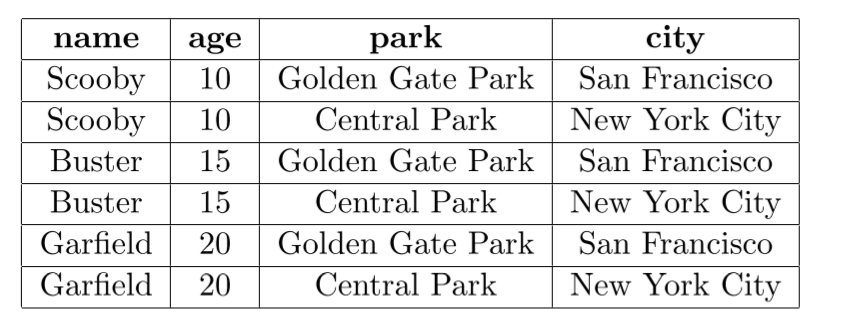 name age park city
Scooby 10 Golden Gate Park San Francisco
Scooby 10 Central Park New York City
Buster 15 Golden Gate Park San Francisco
Buster 15 Central Park New York City
Garfield 20 Golden Gate Park San Francisco
Garfield 20 Central Park New York City